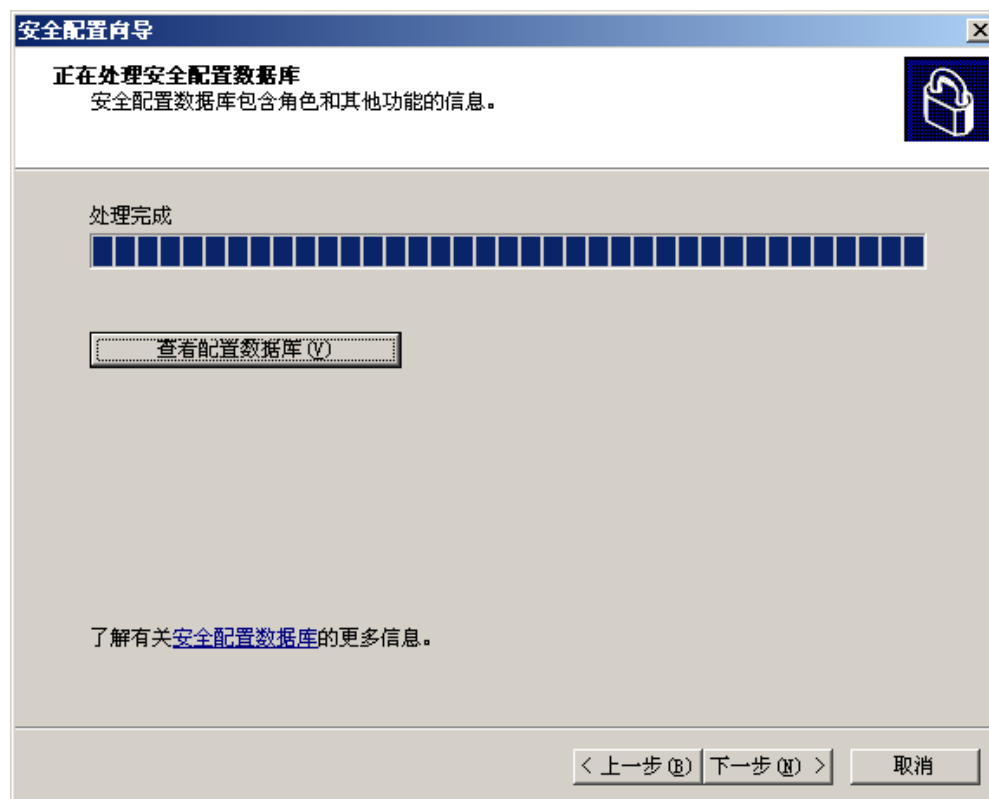 安全配置向导
正在处理安全配置数据库
安全配置数据库包含角色和其他功能的信息。
处理完成
查看配置数据库(V)
了解有关安全配置数据库的更多信息。
< 上一步(B) 下一步(N) > 取消